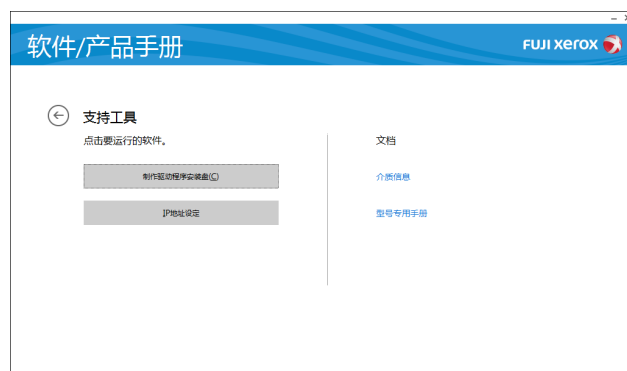 软件/产品手册
FUJI xerox
支持工具
点击要运行的软件。
制作驱动程序安装盘(C)
IP地址设定
文档
介质信息
型号专用手册